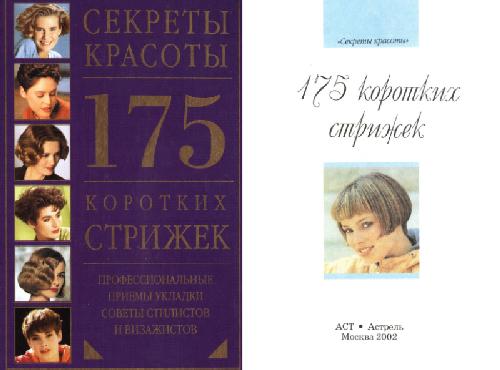 СЕКРЕТЫ
КРАСОТЫ
175
КОРОТКИХ
СТРИЖЕК
ПРОФЕССИОНАЛЬНЫЕ
ПРИЕМЫ УКЛАДКИ
СОВЕТЫ СТИЛИСТОВ
И ВИЗАЖИСТОВ
«Секреты красоты»
175 коротких
стрижек
АСТ • Астрель
Москва 2002